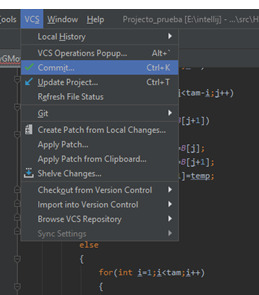 ools VCS Window Help Projecto_prueba [E:\intellij] - ...\src\H
Local History
VCS Operations Popup... Alt+`
Commit... Ctrl+K
Update Project... Ctrl+T
Refresh File Status
Git
Create Patch from Local Changes...
Apply Patch...
Apply Patch from Clipboard...
Shelve Changes...
Checkout from Version Control
Import into Version Control
Browse VCS Repository
Sync Settings
yGMo
<tam-i;j++)
[j+1])
[j];
[j+1];
]=temp;
else
{
for(int i=1;i<tam;i++)
{